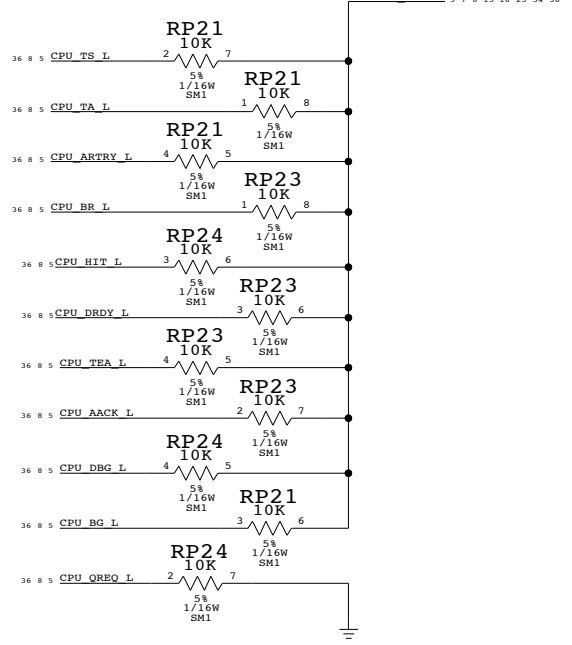 RP21
10K
36 8 5 CPU_TS_L 2 7
5%
1/16W
SM1
RP21
10K
CPU_TA_L 1 8
5%
1/16W
SM1
RP21
10K
36 8 5 CPU_ARTRY_L 4 5
5%
1/16W
SM1
RP23
10K
36 8 5 CPU_BR_L 1 8
5%
1/16W
SM1
RP24
10K
36 8 5 CPU_HIT_L 3 6
5%
1/16W
SM1
RP23
10K
36 8 5 CPU_DRDY_L 3 6
5%
1/16W
SM1
RP23
10K
36 8 5 CPU_TEA_L 4 5
5%
1/16W
SM1
RP23
10K
36 8 5 CPU_AACK_L 2 7
5%
1/16W
SM1
RP24
10K
36 8 5 CPU_DBG_L 4 5
5%
1/16W
SM1
RP21
10K
36 8 5 CPU_BG_L 3 6
5%
1/16W
SM1
RP24
10K
36 8 5 CPU_QREQ_L 2 7
5%
1/16W
SM1